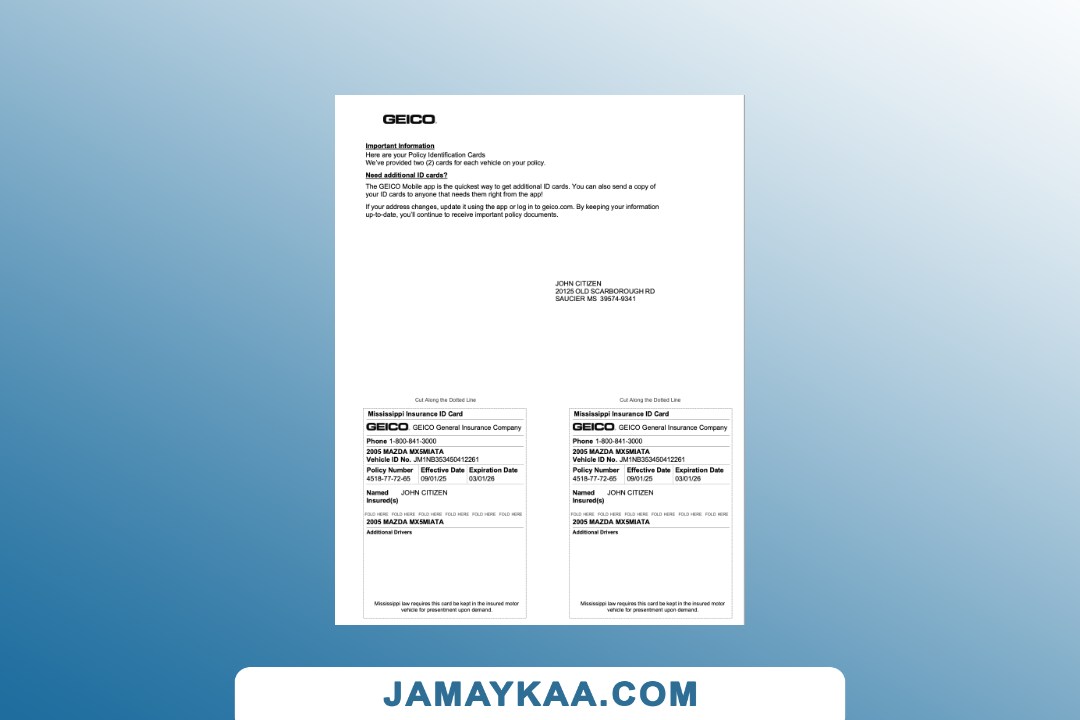 GEICO
Important Information
Here are your Policy Identification Cards
We've provided two (2) cards for each vehicle on your policy.
Need additional ID cards?
The GEICO Mobile app is the quickest way to get additional ID cards. You can also send a copy of
your ID cards to anyone that needs them right from the app!
If your address changes, update it using the app or log in to geico.com. By keeping your information
up-to-date, you'll continue to receive important policy documents.
JOHN CITIZEN
20125 OLD SCARBOROUGH RD
SAUCIER MS 39574-9341
Cut Along the Dotted Line
Mississippi Insurance ID Card
GEICO GEICO General Insurance Company
Phone 1-800-841-3000
2005 MAZDA MX5MIATA
Vehicle ID No. JM1NB353450412261
Policy Number Effective Date Expiration Date
4518-77-72-65 09/01/25 03/01/26
Named JOHN CITIZEN
Insured(s)
FOLD HERE FOLD HERE FOLD HERE FOLD HERE FOLD HERE FOLD HERE
2005 MAZDA MX5MIATA
Additional Drivers
Mississippi law requires this card be kept in the insured motor
vehicle for presentment upon demand.
Cut Along the Dotted Line
Mississippi Insurance ID Card
GEICO GEICO General Insurance Company
Phone 1-800-841-3000
2005 MAZDA MX5MIATA
Vehicle ID No. JM1NB353450412261
Policy Number Effective Date Expiration Date
4518-77-72-65 09/01/25 03/01/26
Named JOHN CITIZEN
Insured(s)
FOLD HERE FOLD HERE FOLD HERE FOLD HERE FOLD HERE FOLD HERE
2005 MAZDA MX5MIATA
Additional Drivers
Mississippi law requires this card be kept in the insured motor
vehicle for presentment upon demand.
JAMAYKAA.COM